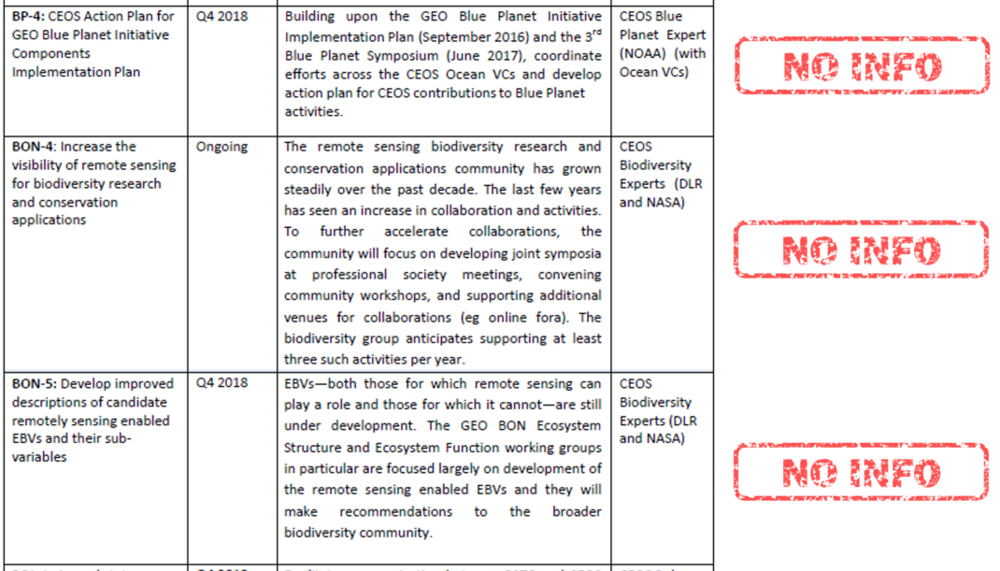 BP-4: CEOS Action Plan for
GEO Blue Planet Initiative
Components
Implementation Plan
Q4 2018
Building upon the GEO Blue Planet Initiative
Implementation Plan (September 2016) and the 3rd
Blue Planet Symposium (June 2017), coordinate
efforts across the CEOS Ocean VCs and develop
action plan for CEOS contributions to Blue Planet
activities.
CEOS Blue
Planet Expert
(NOAA) (with
Ocean VCs)
NO INFO
BON-4: Increase the
visibility of remote sensing
for biodiversity research
and conservation
applications
Ongoing
The remote sensing biodiversity research and
conservation applications community has grown
steadily over the past decade. The last few years
has seen an increase in collaboration and activities.
To further accelerate collaborations, the
community will focus on developing joint symposia
at professional society meetings, convening
community workshops, and supporting additional
venues for collaborations (eg online fora). The
biodiversity group anticipates supporting at least
three such activities per year.
CEOS
Biodiversity
Experts (DLR
and NASA)
NO INFO
BON-5: Develop improved
descriptions of candidate
remotely sensing enabled
EBVs and their sub-
variables
Q4 2018
EBVs—both those for which remote sensing can
play a role and those for which it cannot—are still
under development. The GEO BON Ecosystem
Structure and Ecosystem Function working groups
in particular are focused largely on development of
the remote sensing enabled EBVs and they will
make recommendations to the broader
biodiversity community.
CEOS
Biodiversity
Experts (DLR
and NASA)
NO INFO
Q4 2018